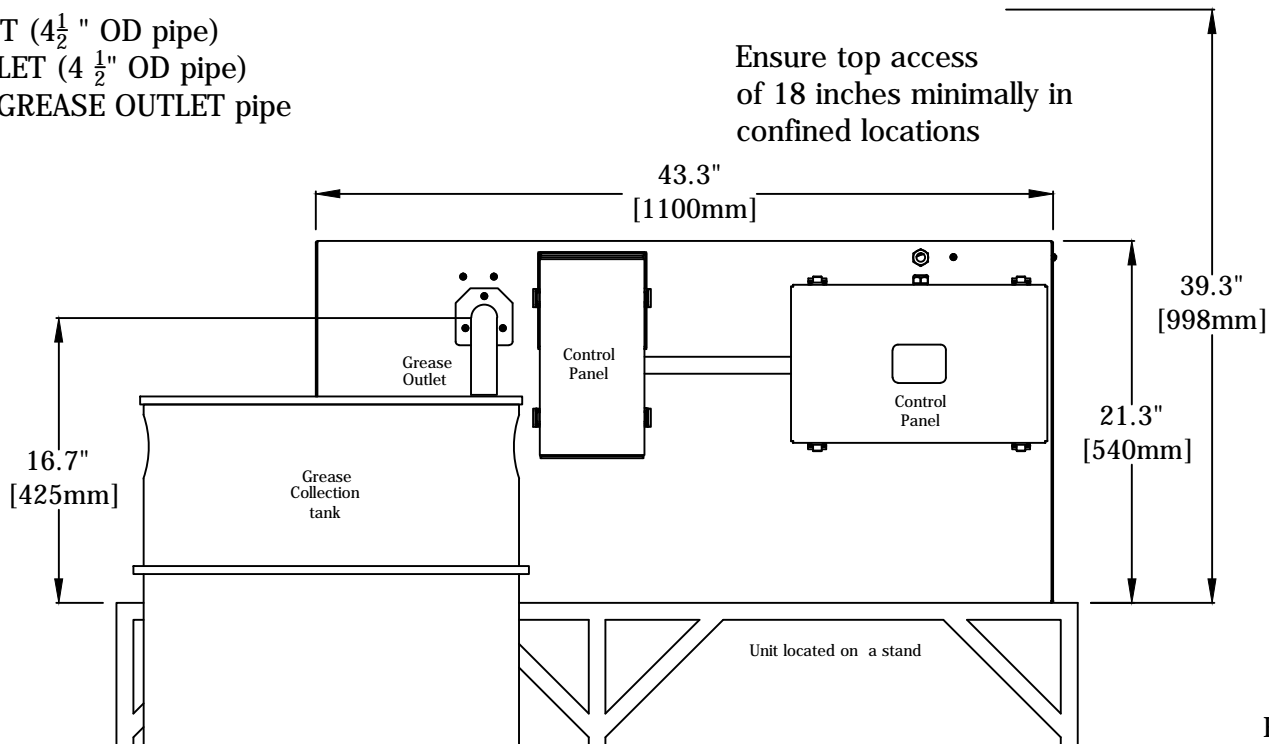 T (4½ " OD pipe)
LET (4 ½" OD pipe)
GREASE OUTLET pipe
Ensure top access
of 18 inches minimally in
confined locations
43.3"
[1100mm]
39.3"
[998mm]
Grease
Outlet
Control
Panel
Control
Panel
21.3"
[540mm]
16.7"
[425mm]
Grease
Collection
tank
Unit located on a stand